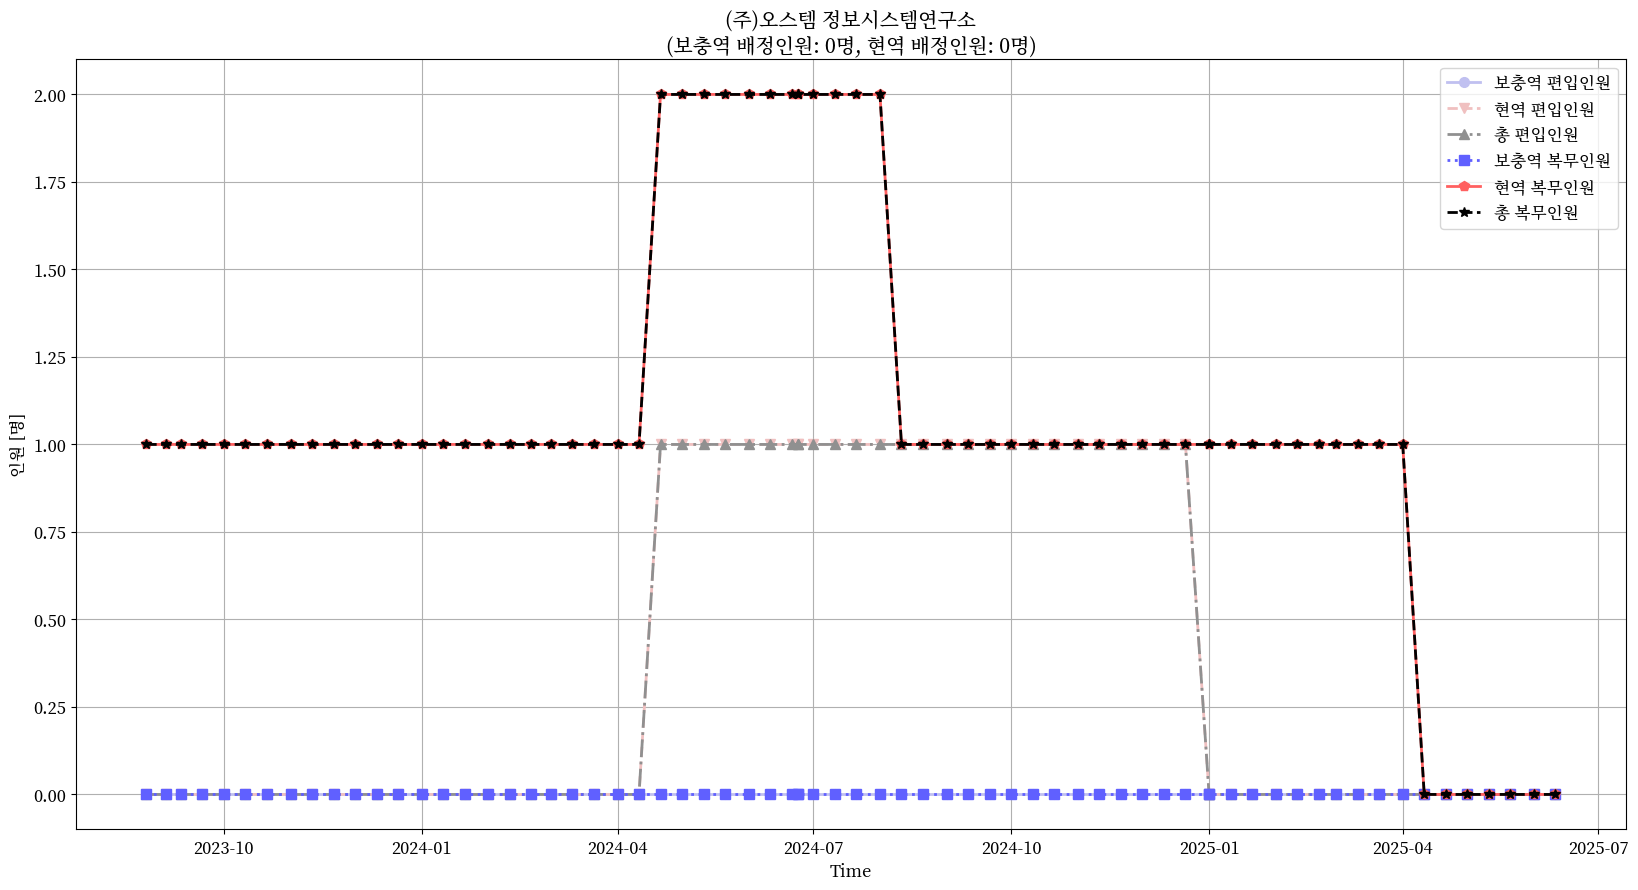 (주)오스템 정보시스템연구소
(보충역 배정인원: 0명, 현역 배정인원: 0명)
보충역 편입인원
현역 편입인원
총 편입인원
보충역 복무인원
현역 복무인원
총 복무인원
인원 [명]
2.00
1.75
1.50
1.25
1.00
0.75
0.50
0.25
0.00
2023-10
2024-01
2024-04
2024-07
2024-10
2025-01
2025-04
2025-07
Time